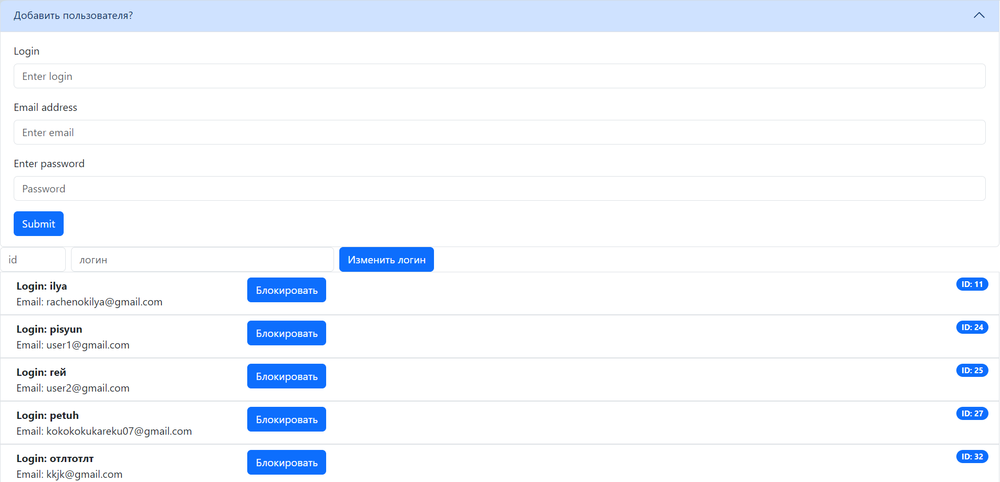 Добавить пользователя?
Login
Enter login
Email address
Enter email
Enter password
Password
Submit
id логин Изменить логин
Login: ilya Блокировать ID: 11
Email: rachenokilya@gmail.com
Login: pisyun Блокировать ID: 24
Email: user1@gmail.com
Login: гей Блокировать ID: 25
Email: user2@gmail.com
Login: petuh Блокировать ID: 27
Email: kokokokukareku07@gmail.com
Login: отлтотлт Блокировать ID: 32
Email: kkjk@gmail.com